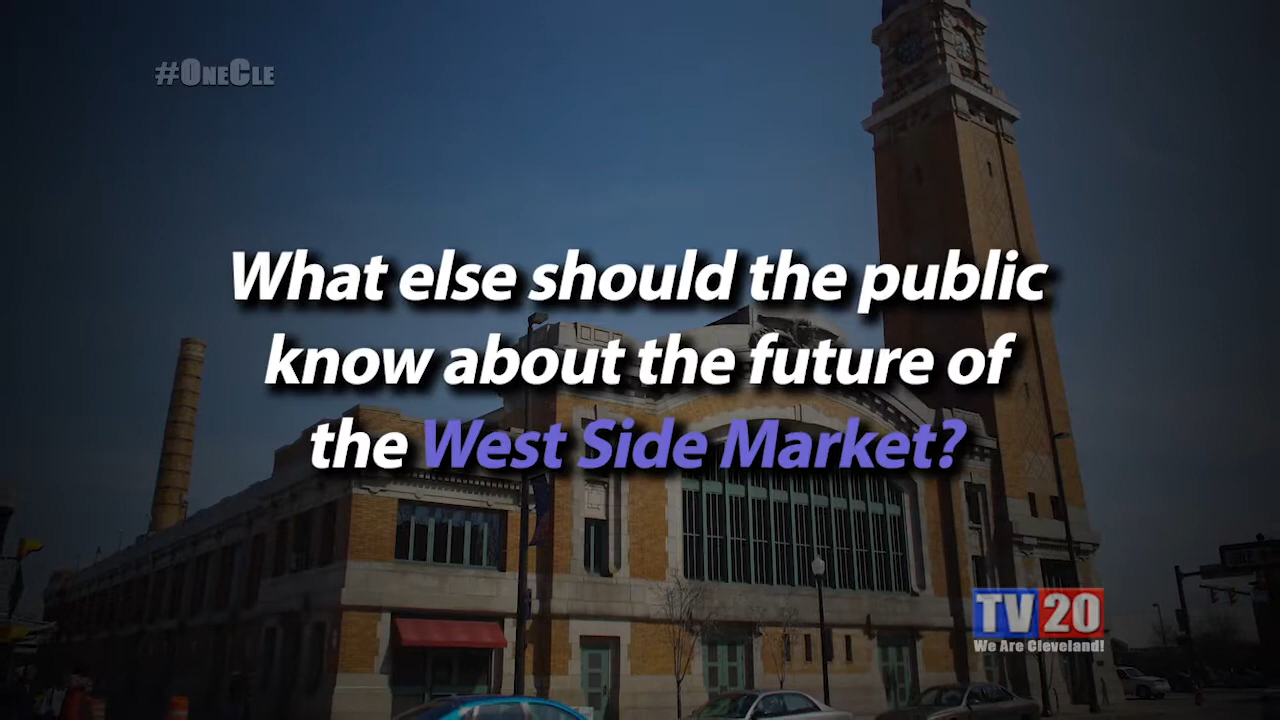 #OneCle
What else should the public
know about the future of
the West Side Market?
TV20
We Are Cleveland!